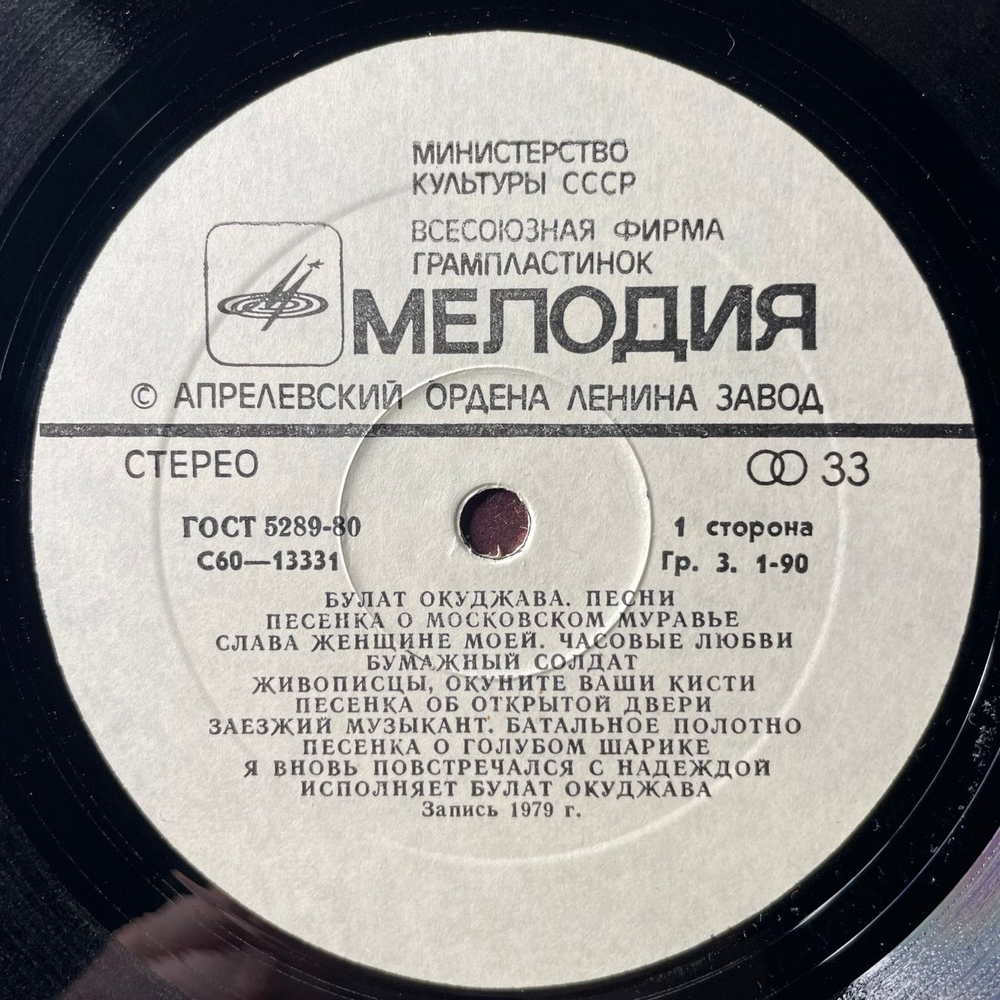 МИНИСТЕРСТВО
КУЛЬТУРЫ СССР
ВСЕСОЮЗНАЯ ФИРМА
ГРАМПЛАСТИНОК
МЕЛОДИЯ
© АПРЕЛЕВСКИЙ ОРДЕНА ЛЕНИНА ЗАВОД
СТЕРЕО 33
ГОСТ 5289-80 1 сторона
С60—13331 Гр. 3. 1-90
БУЛАТ ОКУДЖАВА. ПЕСНИ
ПЕСЕНКА О МОСКОВСКОМ МУРАВЬЕ
СЛАВА ЖЕНЩИНЕ МОЕЙ. ЧАСОВЫЕ ЛЮБВИ
БУМАЖНЫЙ СОЛДАТ
ЖИВОПИСЦЫ, ОКУНИТЕ ВАШИ КИСТИ
ПЕСЕНКА ОБ ОТКРЫТОЙ ДВЕРИ
ЗАЕЗЖИЙ МУЗЫКАНТ. БАТАЛЬНОЕ ПОЛОТНО
ПЕСЕНКА О ГОЛУБОМ ШАРИКЕ
Я ВНОВЬ ПОВСТРЕЧАЛСЯ С НАДЕЖДОЙ
ИСПОЛНЯЕТ БУЛАТ ОКУДЖАВА
Запись 1979 г.